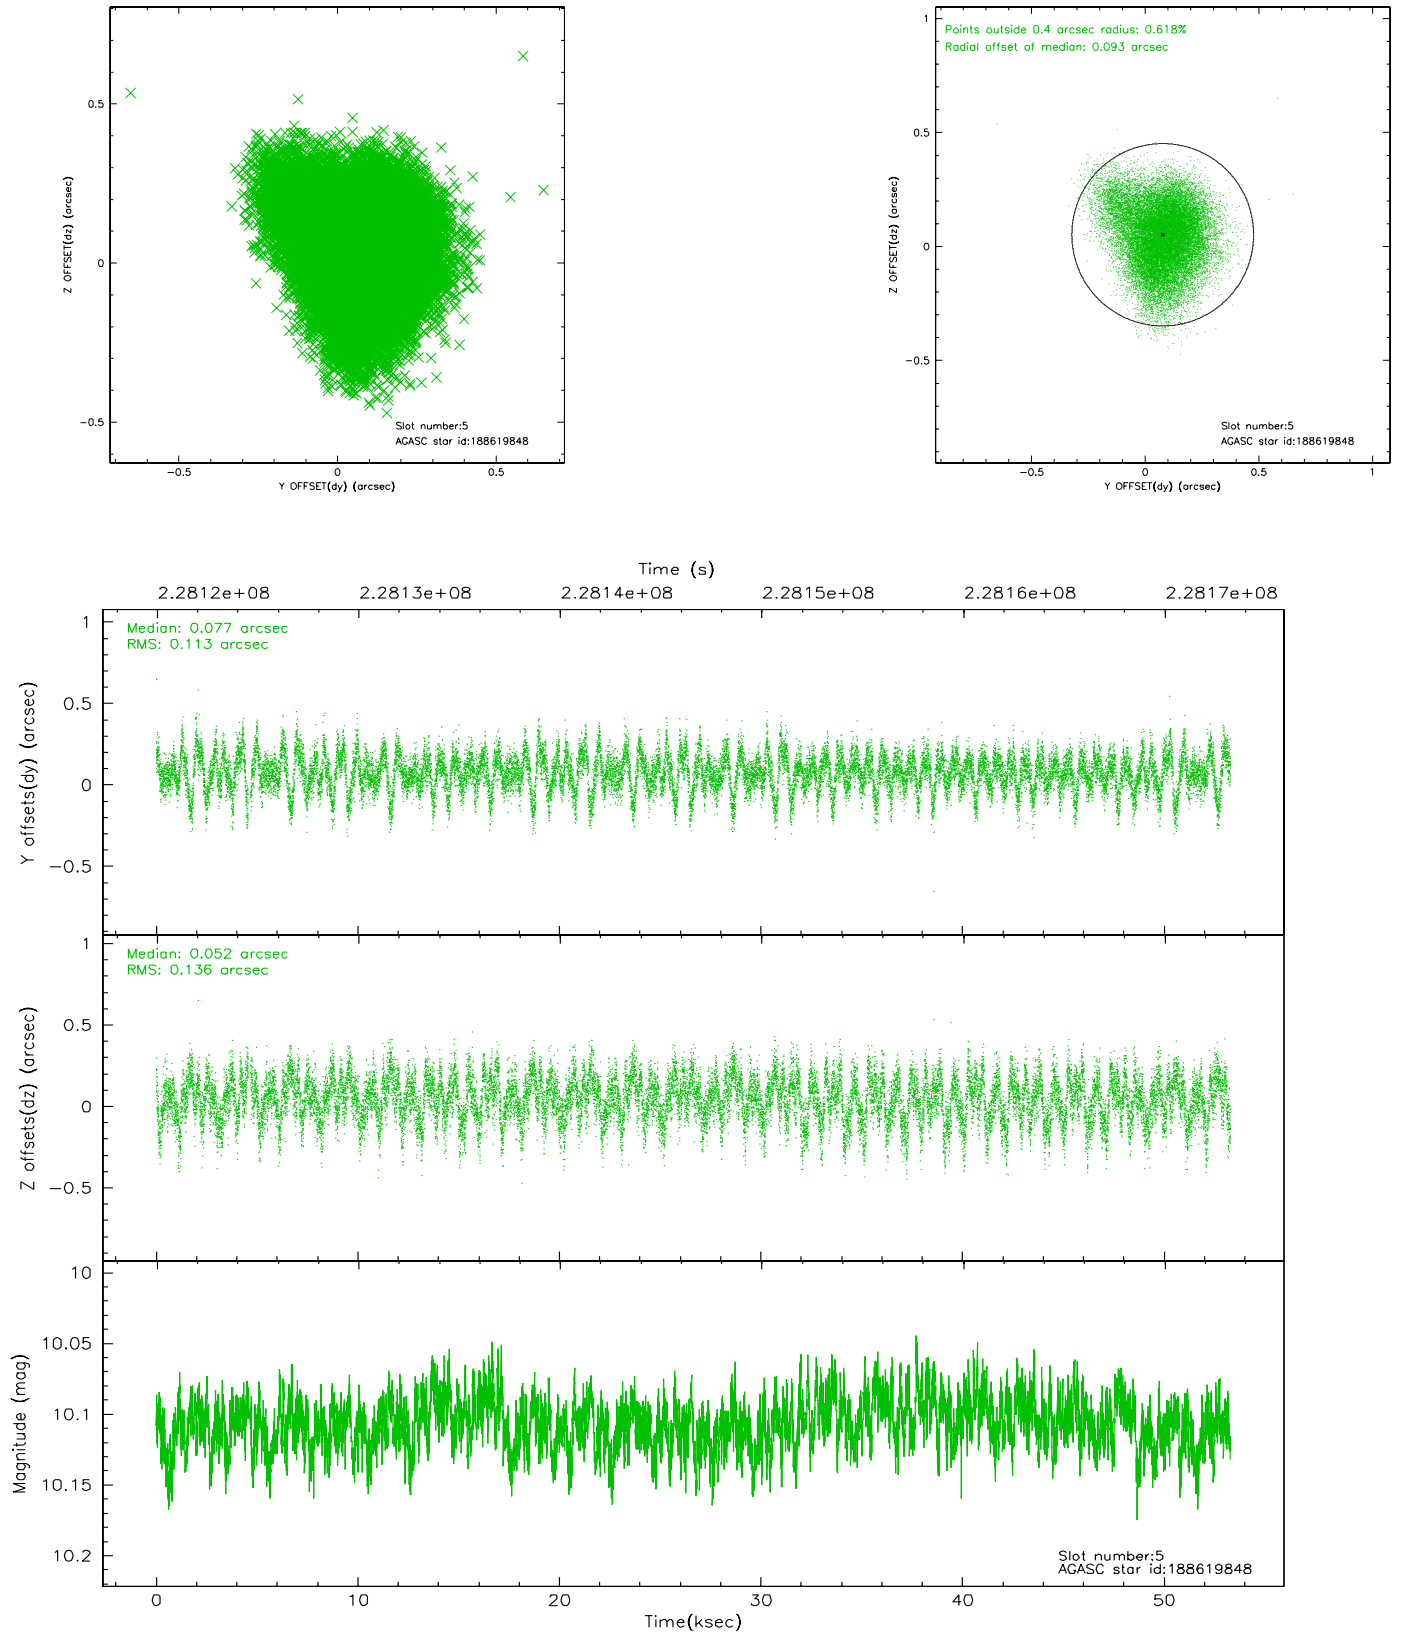 0.5
0
−0.5
Z OFFSET(dz) (arcsec)
−0.5 0 0.5
Y OFFSET(dy) (arcsec)
Slot number:5
AGASC star id:188619848
Points outside 0.4 arcsec radius: 0.618%
Radial offset of median: 0.093 arcsec
1
0.5
0
−0.5
Z OFFSET(dz) (arcsec)
−0.5 0 0.5 1
Y OFFSET(dy) (arcsec)
Slot number:5
AGASC star id:188619848
Time (s)
2.2812e+08 2.2813e+08 2.2814e+08 2.2815e+08 2.2816e+08 2.2817e+08
Median: 0.077 arcsec
RMS: 0.113 arcsec
1
0.5
0
−0.5
Y offsets(dy) (arcsec)
Median: 0.052 arcsec
RMS: 0.136 arcsec
1
0.5
0
−0.5
Z offsets(dz) (arcsec)
10
10.05
10.1
10.15
10.2
Magnitude (mag)
Slot number:5
AGASC star id:188619848
0 10 20 30 40 50
Time(ksec)